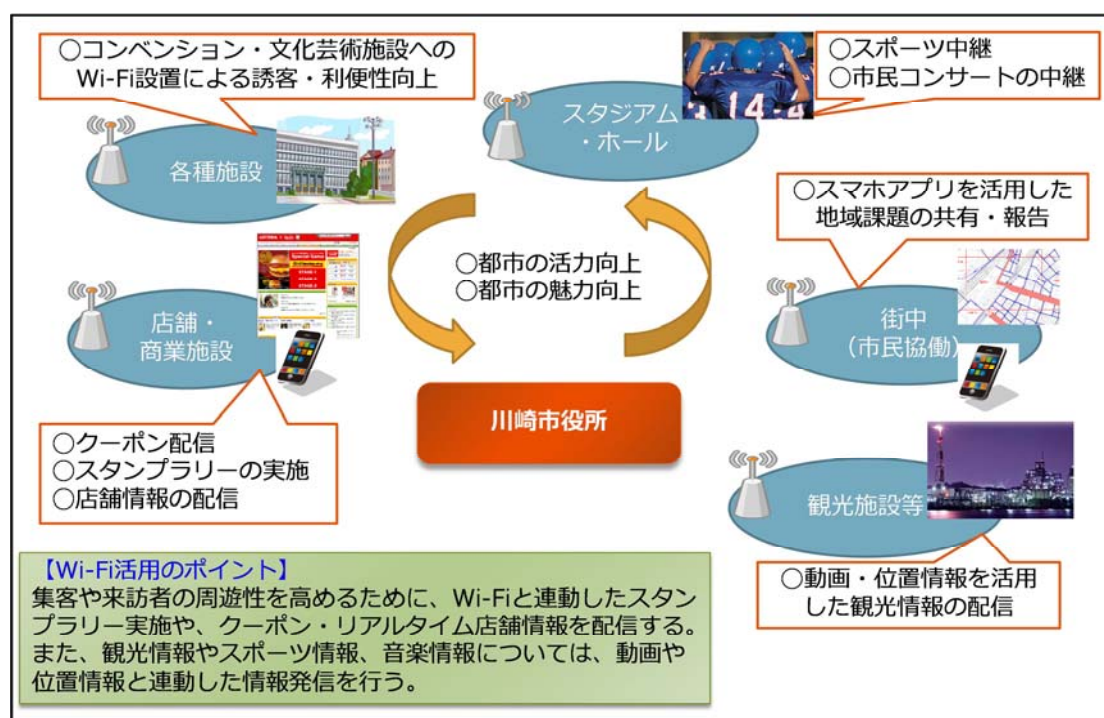 ○コンベンション・文化芸術施設への
Wi-Fi設置による誘客・利便性向上
各種施設
スタジアム
・ホール
14
○スポーツ中継
○市民コンサートの中継
○スマホアプリを活用した
地域課題の共有・報告
街中
（市民協働）
○都市の活力向上
○都市の魅力向上
店舗・
商業施設
川崎市役所
○クーポン配信
○スタンプラリーの実施
○店舗情報の配信
観光施設等
○動画・位置情報を活用
した観光情報の配信
【Wi-Fi活用のポイント】
集客や来訪者の周遊性を高めるために、Wi-Fiと連動したスタン
プラリー実施や、クーポン・リアルタイム店舗情報を配信する。
また、観光情報やスポーツ情報、音楽情報については、動画や
位置情報と連動した情報発信を行う。